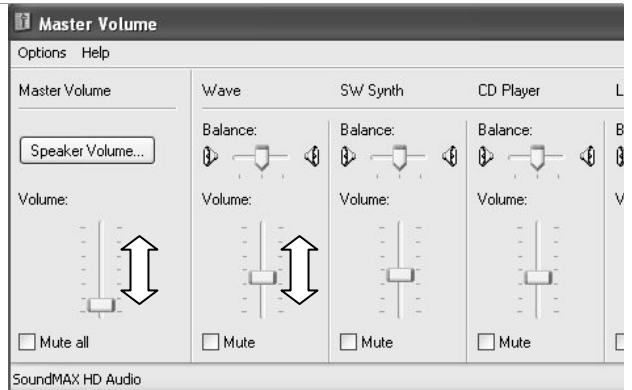 Master Volume
Options Help
Master Volume
Wave
SW Synth
CD Player
L
Speaker Volume...
Balance:
Balance:
Balance:
B
Volume:
Volume:
Volume:
Volume:
V
Mute all
Mute
Mute
Mute
SoundMAX HD Audio